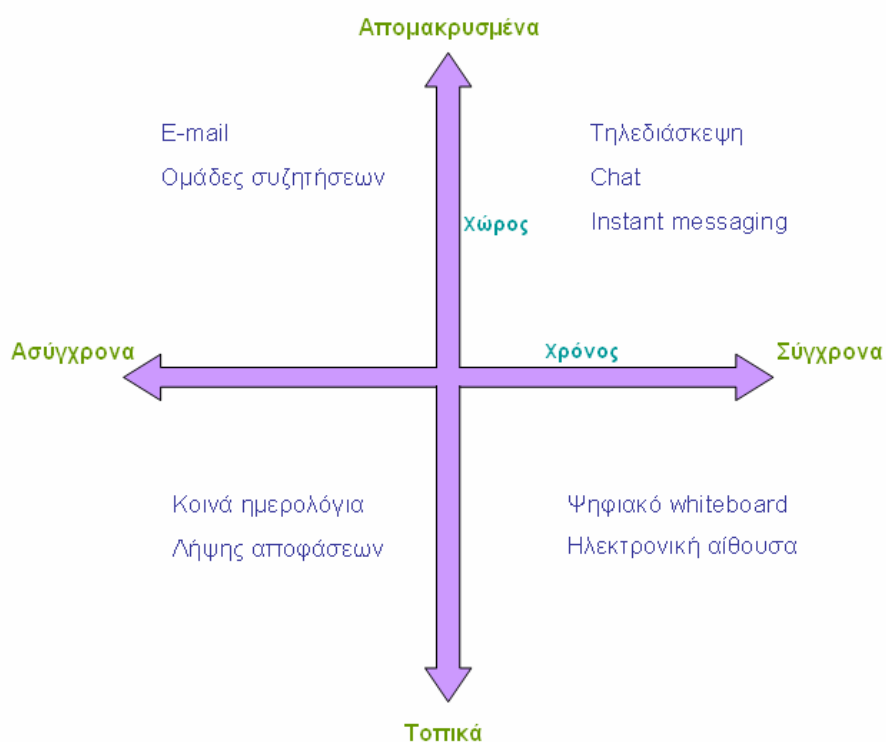 Απομακρυσμένα
E-mail
Ομάδες συζητήσεων
Τηλεδιάσκεψη
Chat
Instant messaging
Χώρος
Ασύγχρονα
Χρόνος
Σύγχρονα
Κοινά ημερολόγια
Λήψης αποφάσεων
Ψηφιακό whiteboard
Ηλεκτρονική αίθουσα
Τοπικά